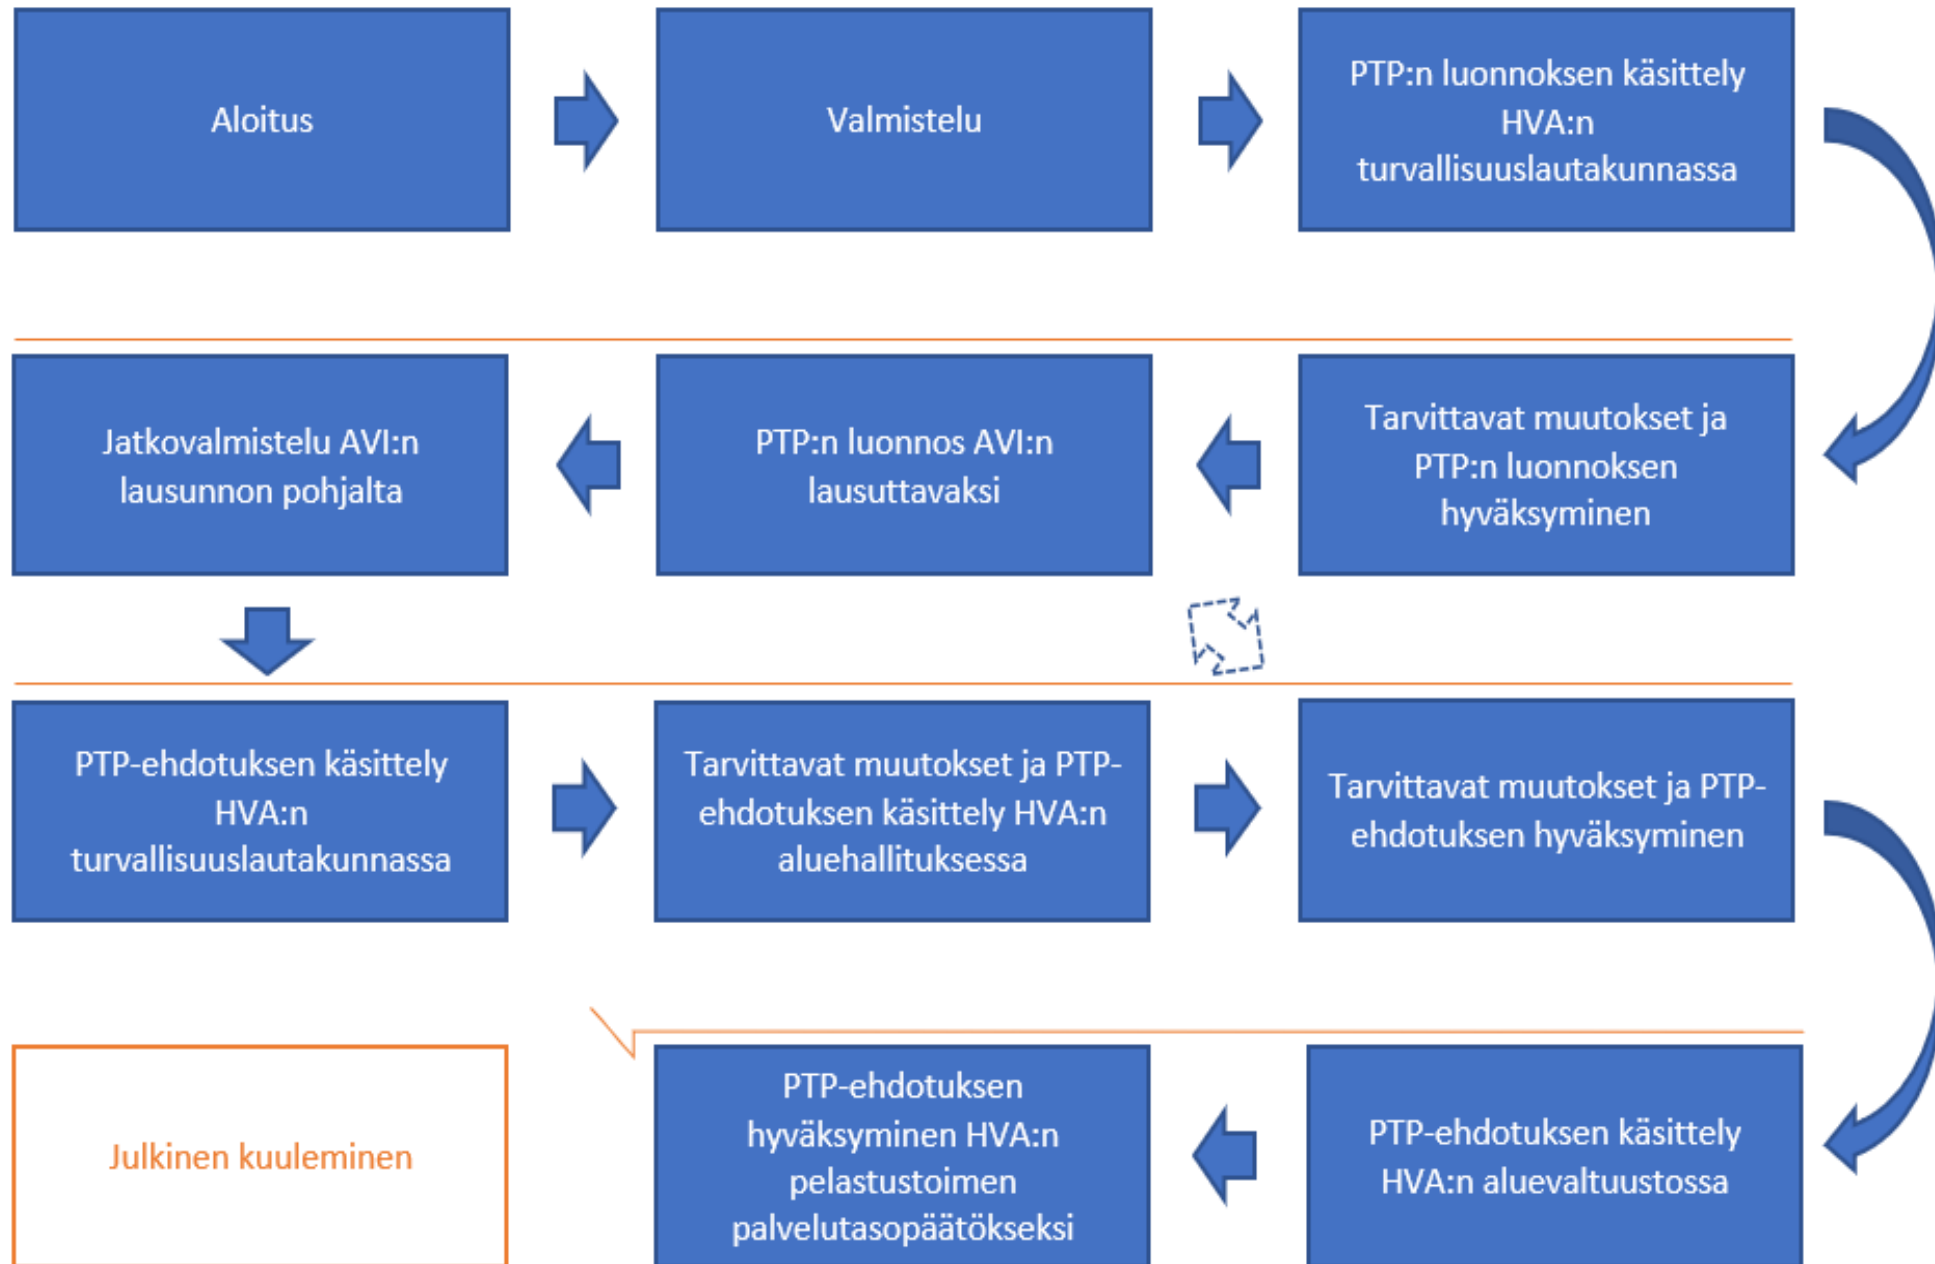 Aloitus
Valmistelu
PTP:n luonnoksen käsittely
HVA:n
turvallisuuslautakunnassa
Jatkovalmistelu AVI:n
lausunnon pohjalta
PTP:n luonnos AVI:n
lausuttavaksi
Tarvittavat muutokset ja
PTP:n luonnoksen
hyväksyminen
PTP-ehdotuksen käsittely
HVA:n
turvallisuuslautakunnassa
Tarvittavat muutokset ja PTP-
ehdotuksen käsittely HVA:n
aluehallituksessa
Tarvittavat muutokset ja PTP-
ehdotuksen hyväksyminen
Julkinen kuuleminen
PTP-ehdotuksen
hyväksyminen HVA:n
pelastustoimen
palvelutasopäätökseksi
PTP-ehdotuksen käsittely
HVA:n aluevaltuustossa